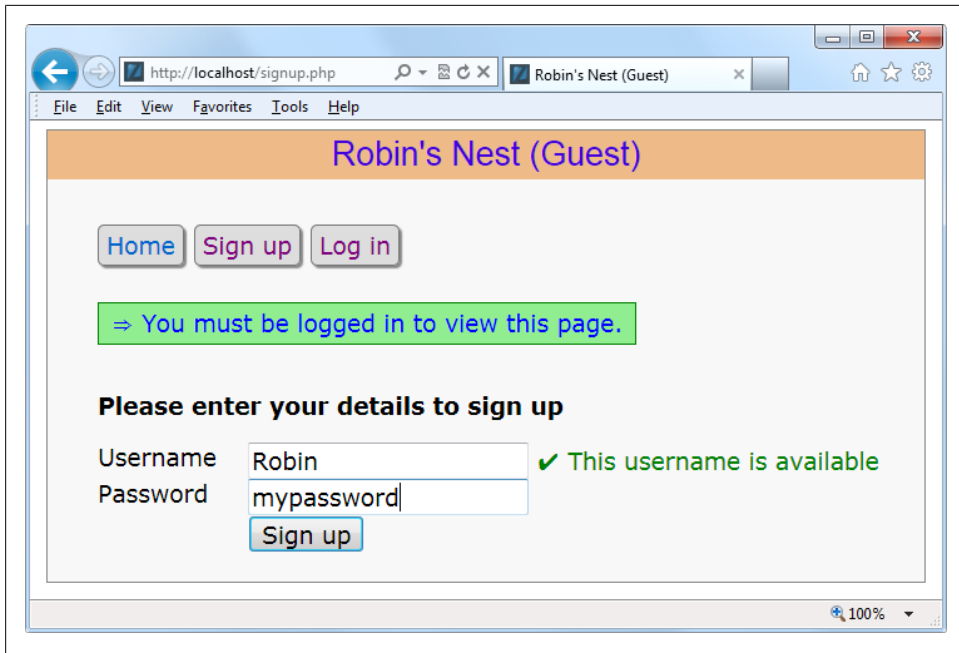 http://localhost/signup.php
Robin's Nest (Guest)
File Edit View Favorites Tools Help
Robin's Nest (Guest)
Home Sign up Log in
⇒ You must be logged in to view this page.
Please enter your details to sign up
Username Robin ✔ This username is available
Password mypassword
Sign up
100%